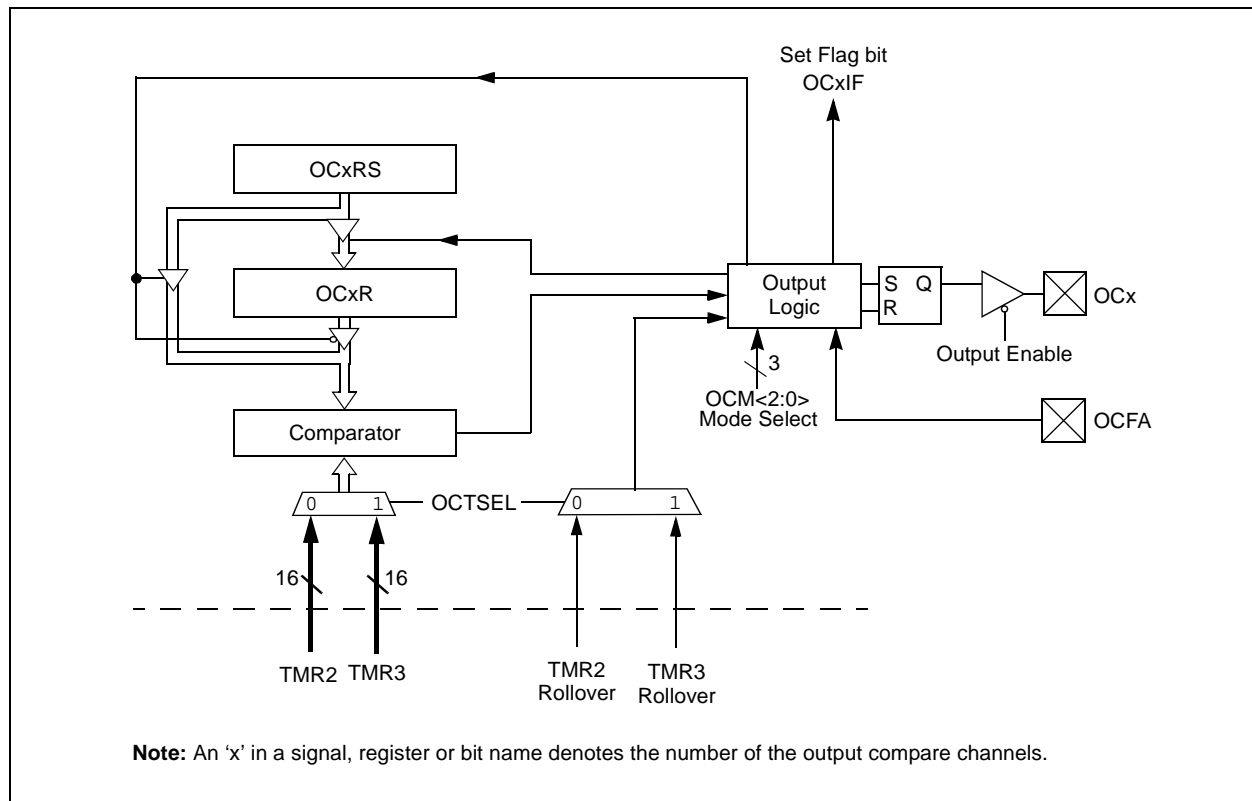 Set Flag bit
OCxIF
OCxRS
OCxR
Output
Logic
S Q
R
OCx
Output Enable
3
OCM<2:0>
Mode Select
OCFA
Comparator
0 1
OCTSEL
0 1
16
16
TMR2
TMR3
TMR2
Rollover
TMR3
Rollover
Note: An ‘x’ in a signal, register or bit name denotes the number of the output compare channels.